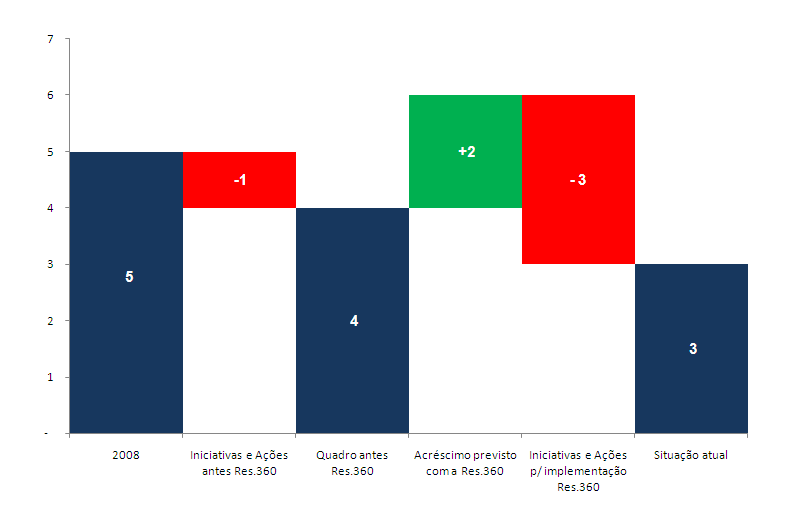 7
6
5
4
3
2
1
-
5
-1
4
+2
- 3
3
2008
Iniciativas e Ações
antes Res.360
Quadro antes
Res.360
Acréscimo previsto
com a Res.360
Iniciativas e Ações
p/ implementação
Res.360
Situação atual